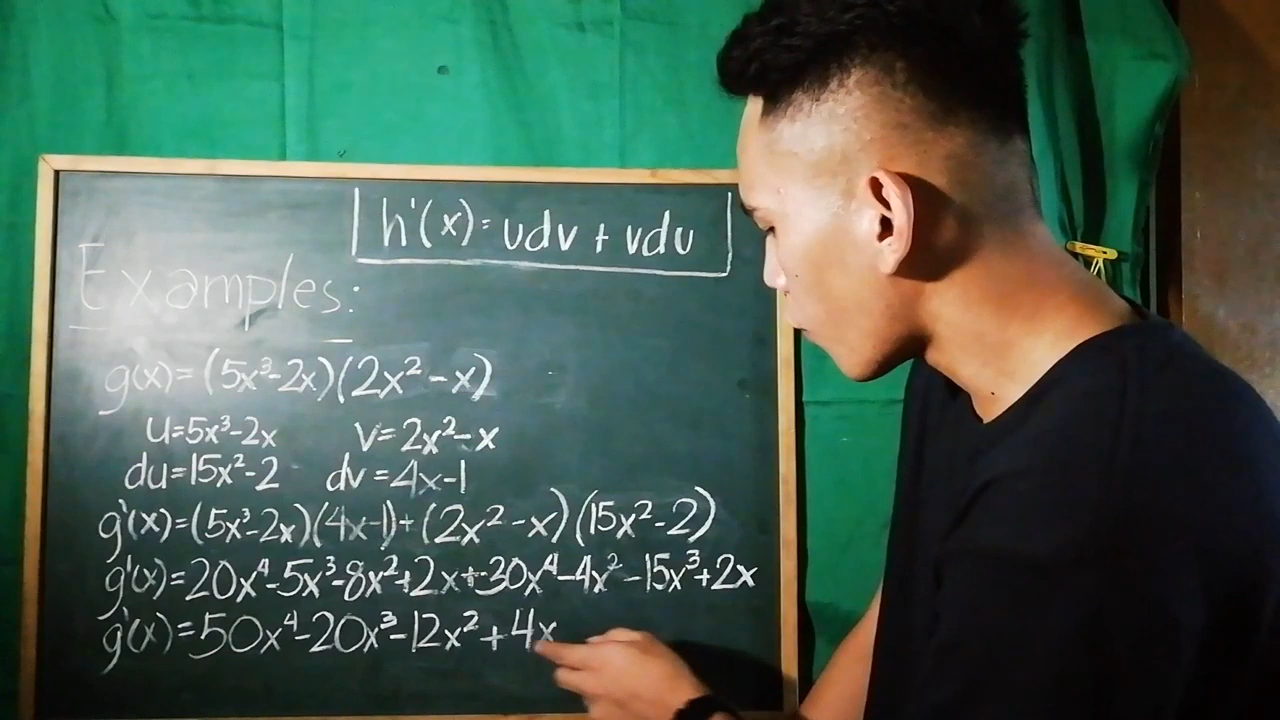 h'(x) = udv + vdu
Examples:
g(x) = (5x³-2x)(2x²-x)
u=5x³-2x v=2x²-x
du=15x²-2 dv=4x-1
g'(x)=(5x³-2x)(4x-1)+(2x²-x)(15x²-2)
g'(x)=20x⁴-5x³-8x²+2x+30x⁴-4x²-15x³+2x
g'(x)=50x⁴-20x³-12x²+4x